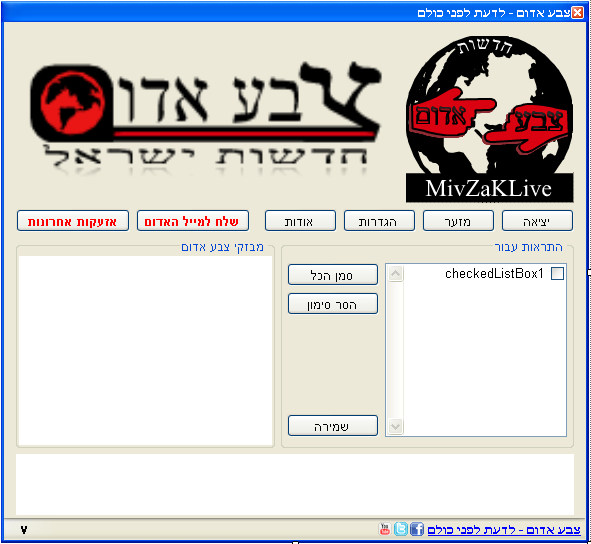 צבע אדום - לדעת לפני כולם
חדשות
צבע אדום
MivZaKLive
צבע אדום
חדשות ישראל
יציאה
מזער
הגדרות
אודות
שלח למייל האדום
אזעקות אחרונות
התראות עבור
checkedListBox1
סמן הכל
הסר סימון
שמירה
מבזקי צבע אדום
צבע אדום - לדעת לפני כולם
You
Tube
v